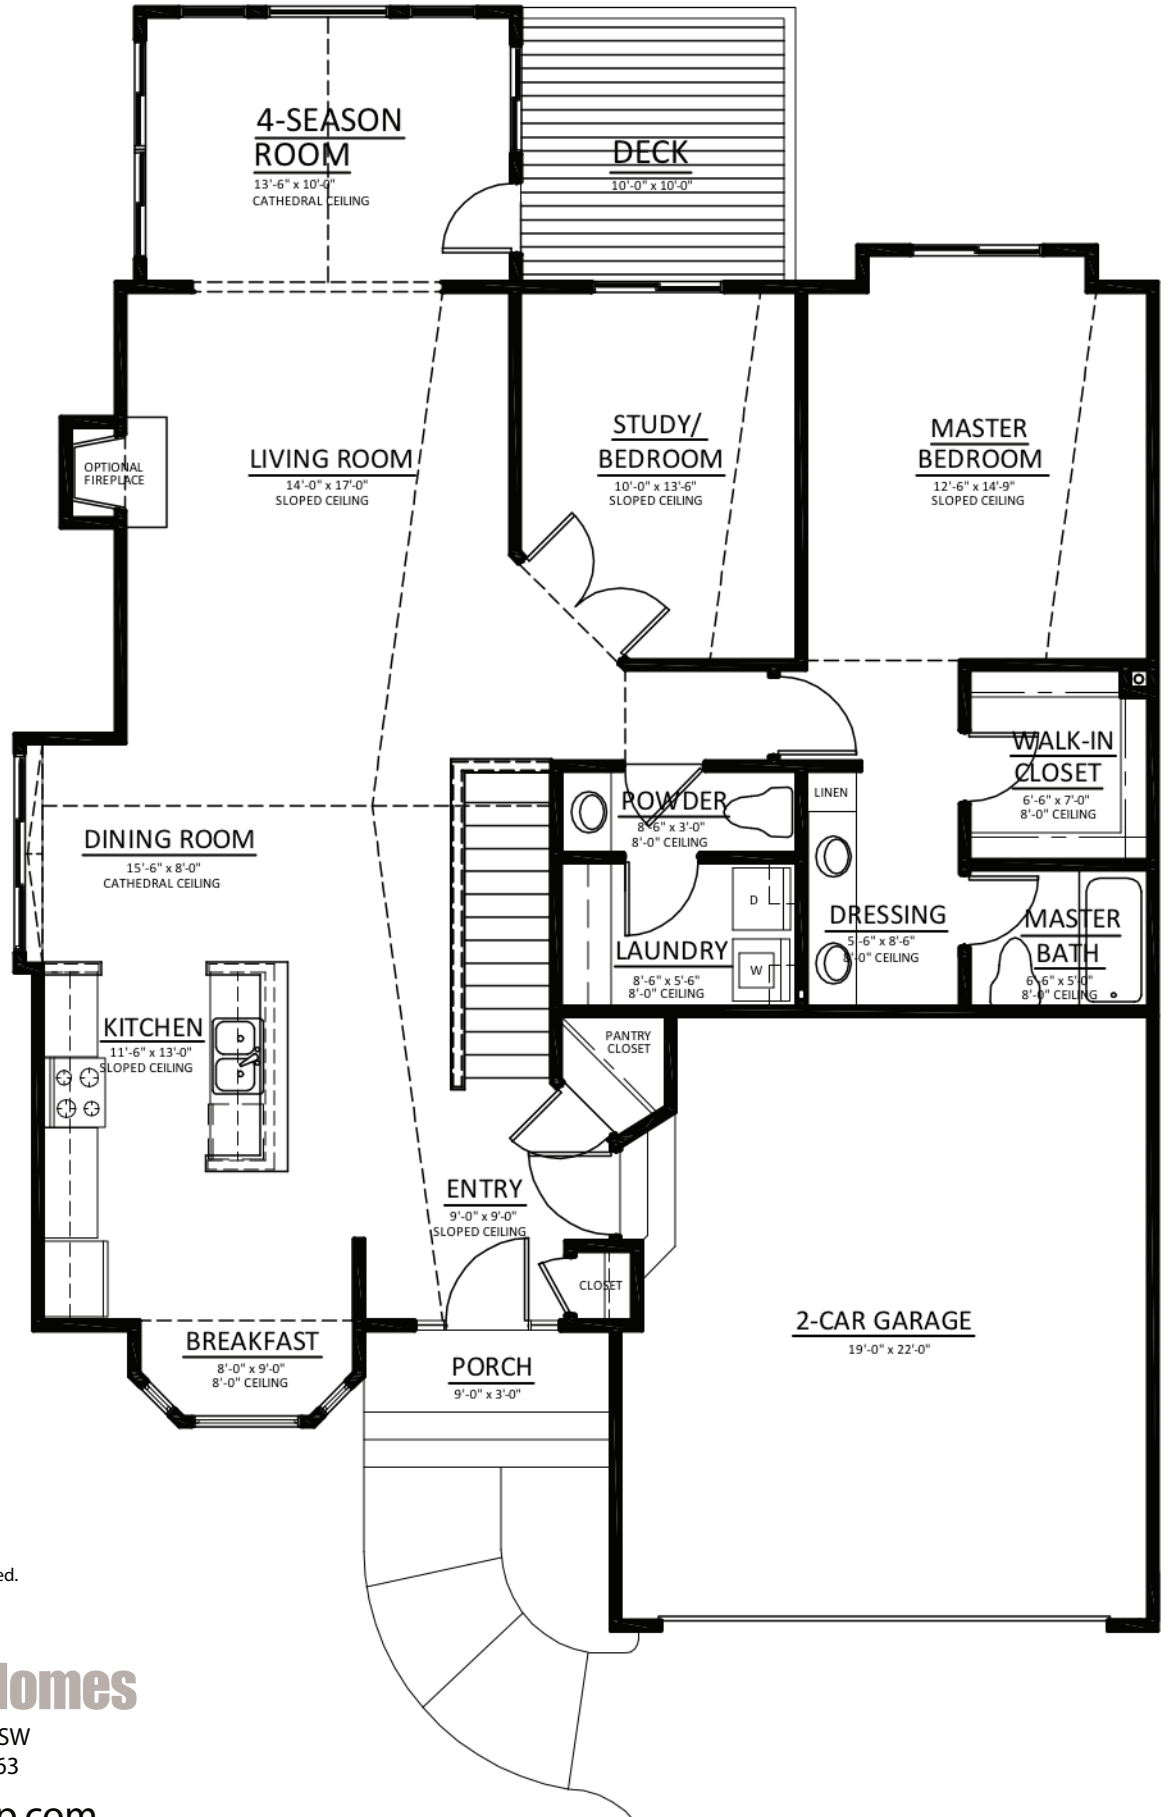 4-SEASON
ROOM
13'-6" x 10'-0"
CATHEDRAL CEILING
DECK
10'-0" x 10'-0"
LIVING ROOM
14'-0" x 17'-0"
SLOPED CEILING
OPTIONAL
FIREPLACE
STUDY/
BEDROOM
10'-0" x 13'-6"
SLOPED CEILING
MASTER
BEDROOM
12'-6" x 14'-9"
SLOPED CEILING
WALK-IN
CLOSET
6'-6" x 7'-0"
8'-0" CEILING
POWDER
8'-6" x 3'-0"
8'-0" CEILING
LINEN
DINING ROOM
15'-6" x 8'-0"
CATHEDRAL CEILING
D
W
LAUNDRY
8'-6" x 5'-6"
8'-0" CEILING
DRESSING
5'-6" x 8'-6"
8'-0" CEILING
MASTER
BATH
6'-6" x 5'-0"
8'-0" CEILING
KITCHEN
11'-6" x 13'-0"
SLOPED CEILING
PANTRY
CLOSET
ENTRY
9'-0" x 9'-0"
SLOPED CEILING
CLOSET
BREAKFAST
8'-0" x 9'-0"
8'-0" CEILING
PORCH
9'-0" x 3'-0"
2-CAR GARAGE
19'-0" x 22'-0"
ed.
Homes
SW
63
p.com